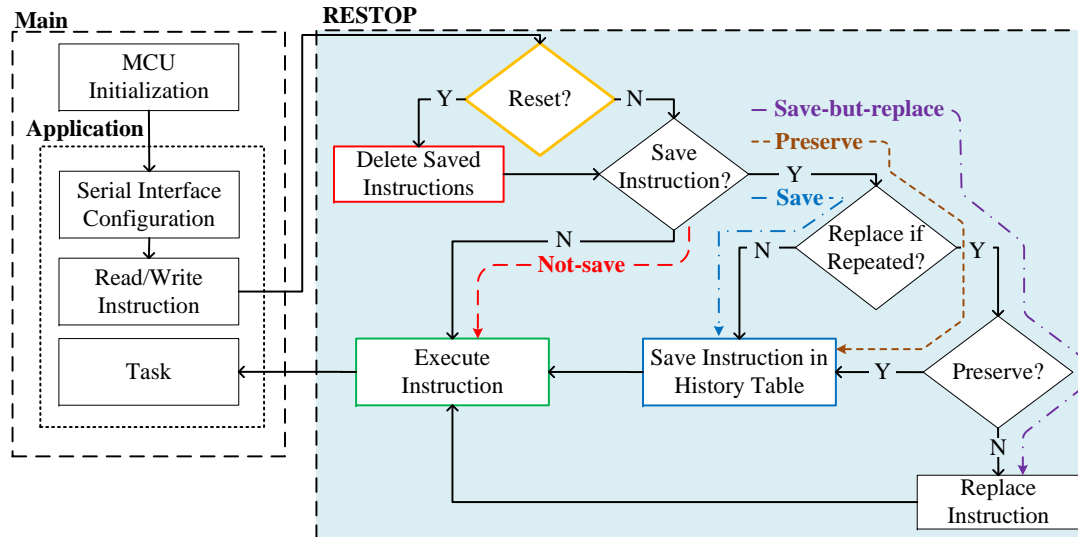 Main
RESTOP
MCU
Initialization
Application
Serial Interface
Configuration
Read/Write
Instruction
Task
Reset?
Y
N
Delete Saved
Instructions
Save
Instruction?
Y
N
Save-but-replace
Preserve
Save
Not-save
Replace if
Repeated?
N
Y
Execute
Instruction
Save Instruction in
History Table
Y
Preserve?
N
Replace
Instruction